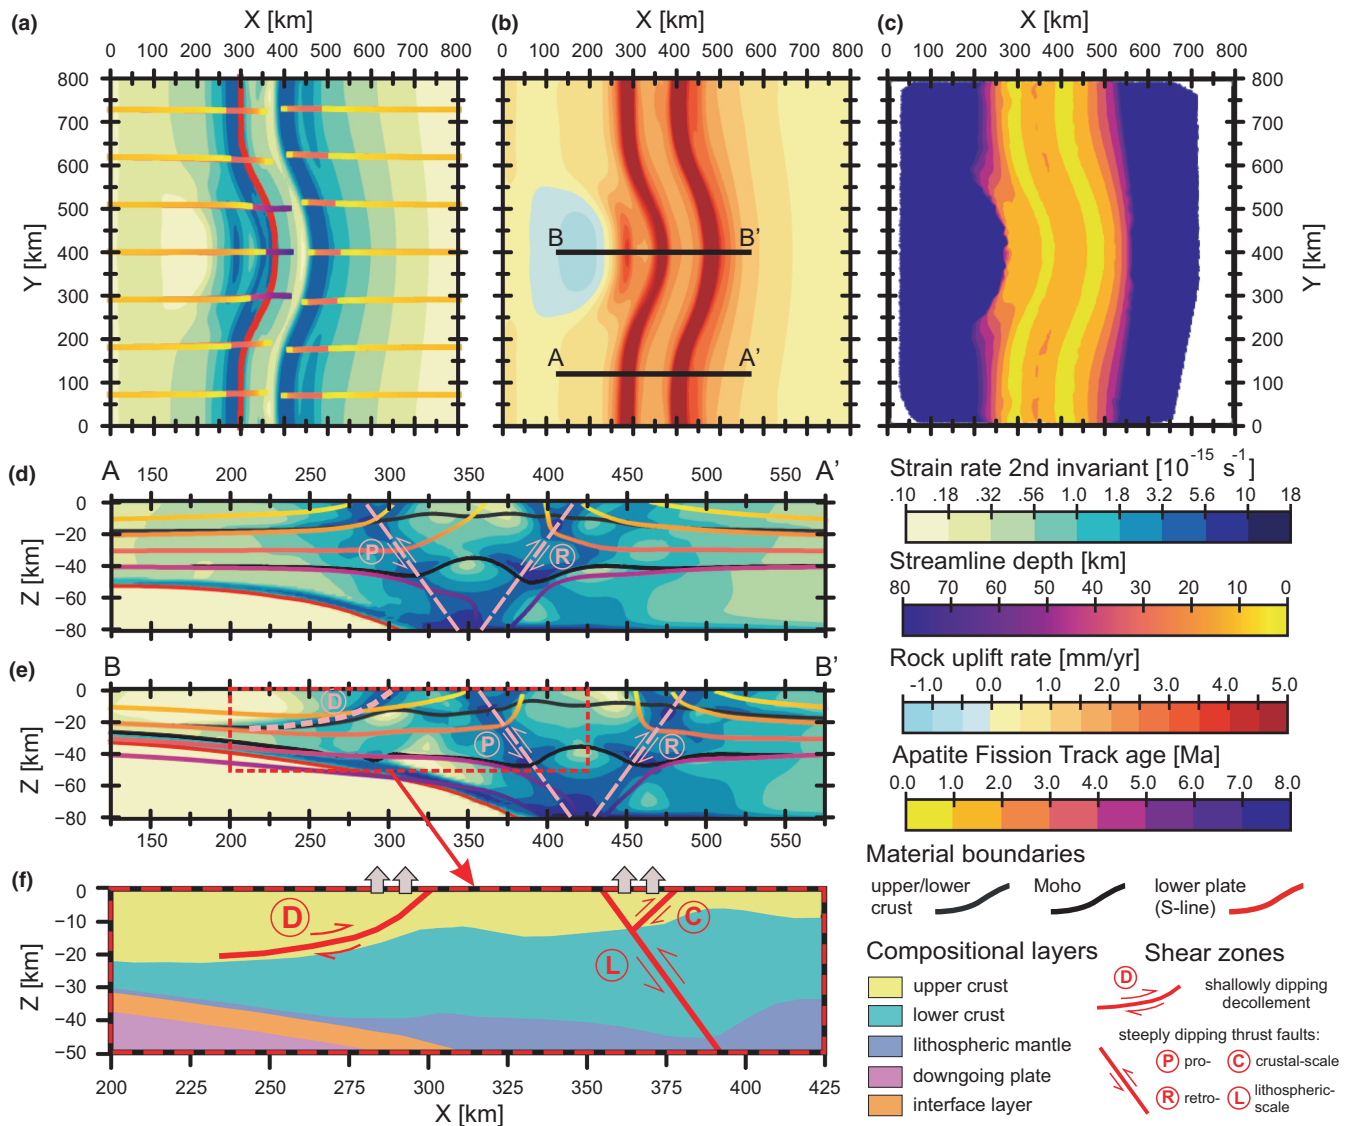 (a) X [km] (b) X [km] (c) X [km]
0 100 200 300 400 500 600 700 800
0 100 200 300 400 500 600 700 800
0 100 200 300 400 500 600 700 800
Y [km]
800
700
600
500
400
300
200
100
0
B B'
A A'
800
700
600
500
400
300
200
100
0
Y [km]
(d) A 150 200 250 300 350 400 450 500 550 A'
Z [km]
0
−20
−40
−60
−80
P R
(e) B B'
Z [km]
0
−20
−40
−60
−80
D P R
150 200 250 300 350 400 450 500 550
(f)
Z [km]
0
−10
−20
−30
−40
−50
D C L
200 225 250 275 300 325 350 375 400 425
X [km]
Strain rate 2nd invariant [10⁻¹⁵ s⁻¹]
.10 .18 .32 .56 1.0 1.8 3.2 5.6 10 18
Streamline depth [km]
80 70 60 50 40 30 20 10 0
Rock uplift rate [mm/yr]
-1.0 0.0 1.0 2.0 3.0 4.0 5.0
Apatite Fission Track age [Ma]
0.0 1.0 2.0 3.0 4.0 5.0 6.0 7.0 8.0
Material boundaries
upper/lower
crust
Moho
lower plate
(S-line)
Compositional layers
upper crust
lower crust
lithospheric mantle
downgoing plate
interface layer
Shear zones
D
shallowly dipping
decollement
steeply dipping thrust faults:
P pro- C crustal-scale
R retro- L lithospheric-
scale